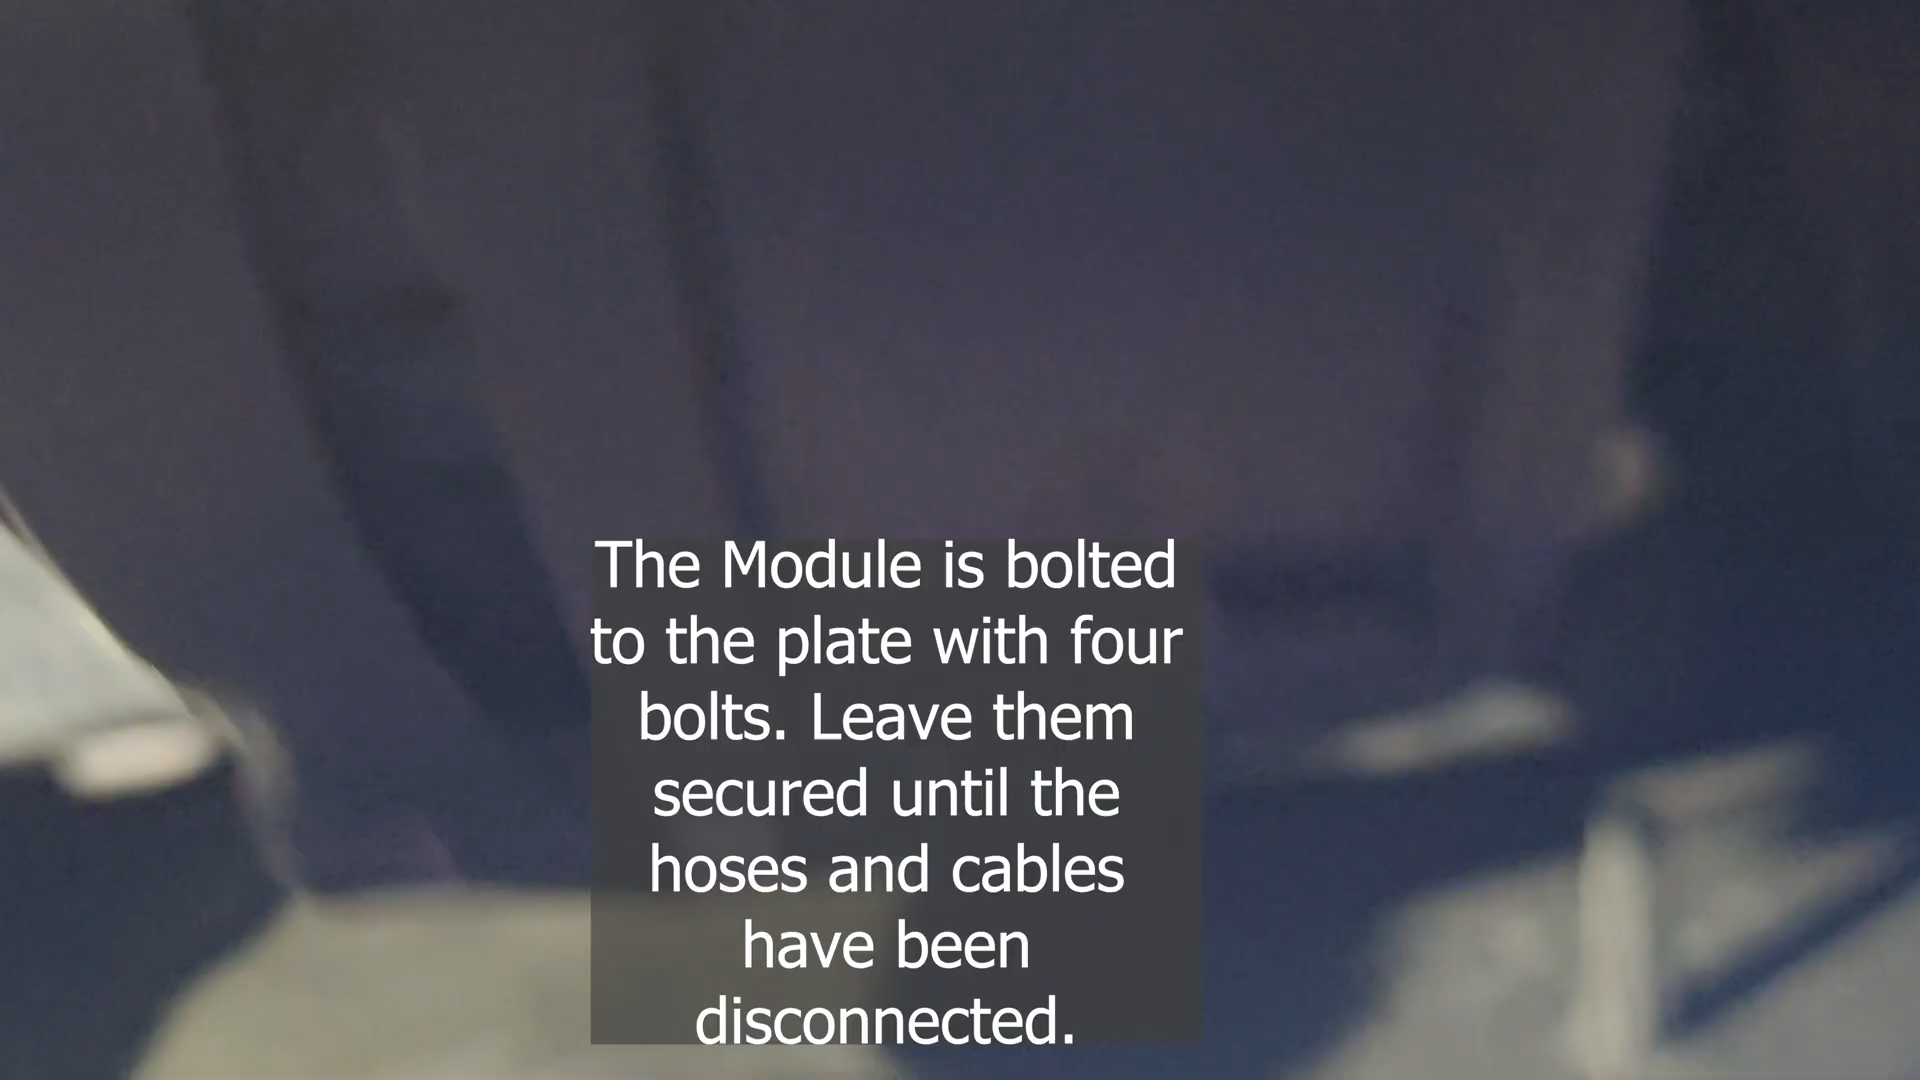 The Module is bolted
to the plate with four
bolts. Leave them
secured until the
hoses and cables
have been
disconnected.